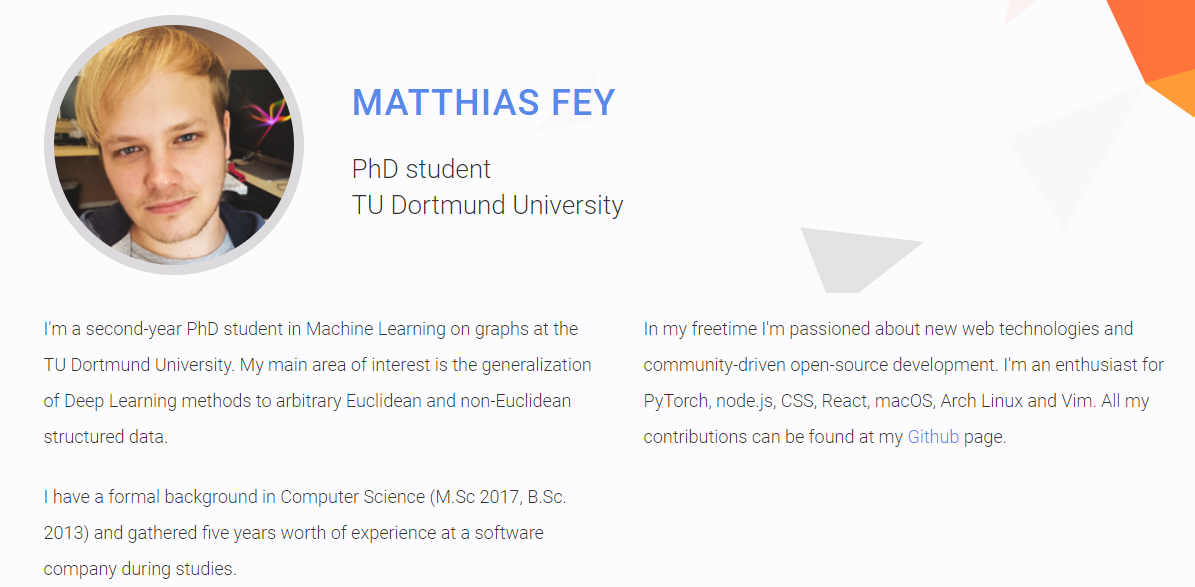 MATTHIAS FEY
PhD student
TU Dortmund University
I'm a second-year PhD student in Machine Learning on graphs at the
TU Dortmund University. My main area of interest is the generalization
of Deep Learning methods to arbitrary Euclidean and non-Euclidean
structured data.
I have a formal background in Computer Science (M.Sc 2017, B.Sc.
2013) and gathered five years worth of experience at a software
company during studies.
In my freetime I'm passioned about new web technologies and
community-driven open-source development. I'm an enthusiast for
PyTorch, node.js, CSS, React, macOS, Arch Linux and Vim. All my
contributions can be found at my Github page.